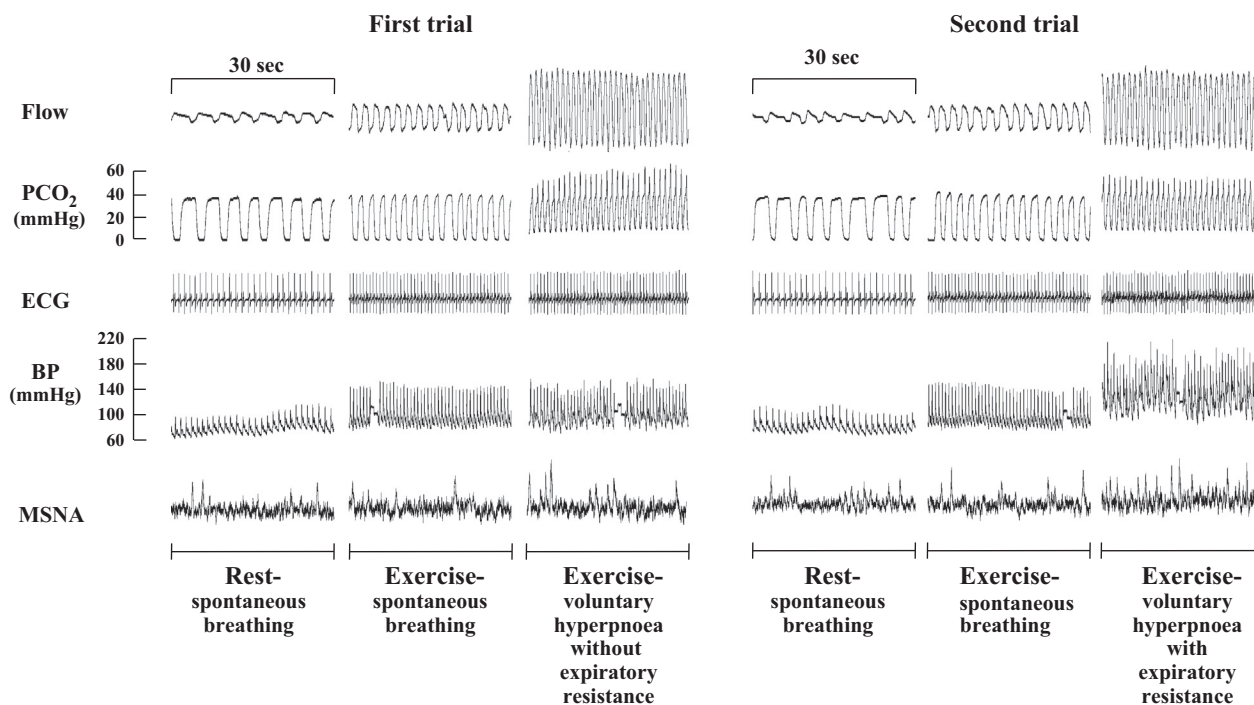 First trial
Second trial
30 sec
30 sec
Flow
PCO2
(mmHg)
60
40
20
0
ECG
BP
(mmHg)
220
180
140
100
60
MSNA
Rest-
spontaneous
breathing
Exercise-
spontaneous
breathing
Exercise-
voluntary
hyperpnoea
without
expiratory
resistance
Rest-
spontaneous
breathing
Exercise-
spontaneous
breathing
Exercise-
voluntary
hyperpnoea
with
expiratory
resistance